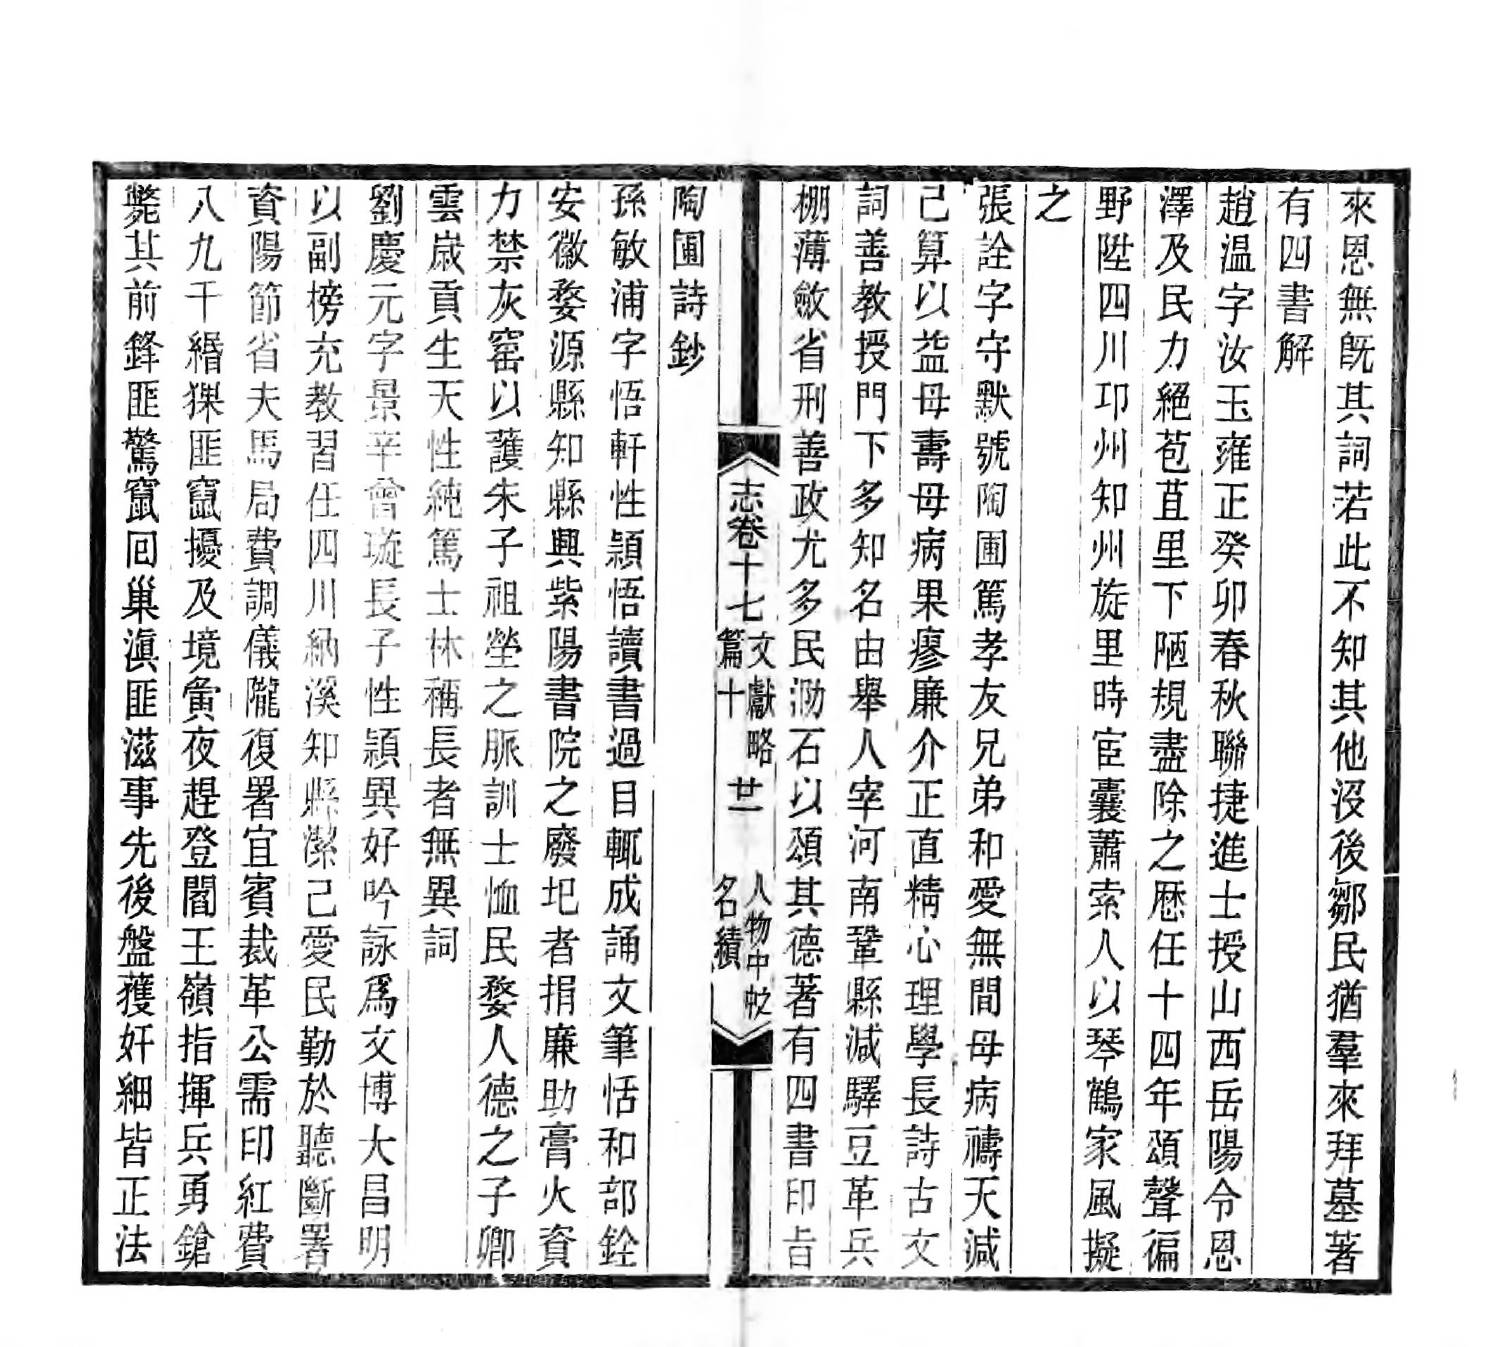 來恩無旣其詞若此不知其他沒後鄒民猶羣來拜墓著
有四書解
趙温字汝玉雍正癸卯春秋聯捷進士授山西岳陽令恩
澤及民力絕苞苴里下陋規盡除之歷任十四年頌聲徧
野陞四川邛州知州旋里時宦囊蕭索人以琴鶴家風擬
之
張詮字守默號陶圃篤孝友兄弟和愛無間母病禱天減
己算以益母壽母病果瘳廉介正直精心理學長詩古文
詞善教授門下多知名由舉人宰河南鞏縣減驛豆革兵
棚薄斂省刑善政尤多民泐石以頌其德著有四書印旨
志卷十七 文獻略 篇十 廿一 人物中 名績
陶圃詩鈔
孫敏浦字悟軒性穎悟讀書過目輒成誦文筆恬和部銓
安徽婺源縣知縣興紫陽書院之廢圯者捐廉助膏火資
力禁灰窰以護朱子祖塋之脈訓士恤民婺人德之子卿
雲歲貢生天性純篤士林稱長者無異詞
劉慶元字景辛曾璇長子性穎異好吟詠爲文博大昌明
以副榜充教習任四川納溪知縣潔己愛民勤於聽斷署
資陽節省夫馬局費調儀隴復署宜賓裁革公需印紅費
八九千緡猓匪竄擾及境夤夜趕登閻王嶺指揮兵勇鎗
斃其前鋒匪驚竄回巢滇匪滋事先後盤獲奸細皆正法